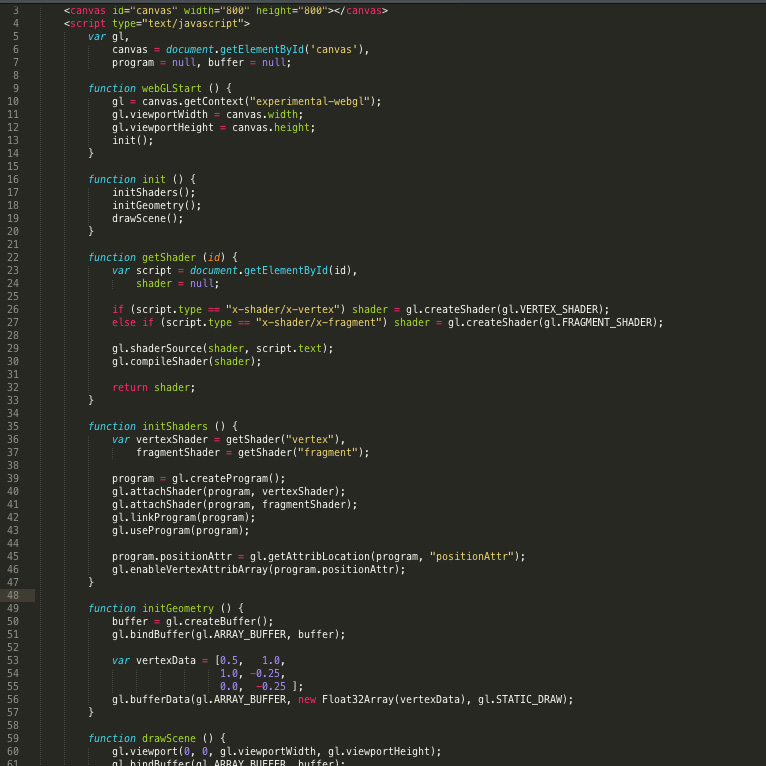 3 <canvas id="canvas" width="800" height="800"></canvas>
4 <script type="text/javascript">
5 var gl,
6 canvas = document.getElementById('canvas'),
7 program = null, buffer = null;
8
9 function webGLStart () {
10 gl = canvas.getContext("experimental-webgl");
11 gl.viewportWidth = canvas.width;
12 gl.viewportHeight = canvas.height;
13 init();
14 }
15
16 function init () {
17 initShaders();
18 initGeometry();
19 drawScene();
20 }
21
22 function getShader (id) {
23 var script = document.getElementById(id),
24 shader = null;
25
26 if (script.type == "x-shader/x-vertex") shader = gl.createShader(gl.VERTEX_SHADER);
27 else if (script.type == "x-shader/x-fragment") shader = gl.createShader(gl.FRAGMENT_SHADER);
28
29 gl.shaderSource(shader, script.text);
30 gl.compileShader(shader);
31
32 return shader;
33 }
34
35 function initShaders () {
36 var vertexShader = getShader("vertex"),
37 fragmentShader = getShader("fragment");
38
39 program = gl.createProgram();
40 gl.attachShader(program, vertexShader);
41 gl.attachShader(program, fragmentShader);
42 gl.linkProgram(program);
43 gl.useProgram(program);
44
45 program.positionAttr = gl.getAttribLocation(program, "positionAttr");
46 gl.enableVertexAttribArray(program.positionAttr);
47 }
48
49 function initGeometry () {
50 buffer = gl.createBuffer();
51 gl.bindBuffer(gl.ARRAY_BUFFER, buffer);
52
53 var vertexData = [0.5, 1.0,
54 1.0, -0.25,
55 0.0, -0.25 ];
56 gl.bufferData(gl.ARRAY_BUFFER, new Float32Array(vertexData), gl.STATIC_DRAW);
57 }
58
59 function drawScene () {
60 gl.viewport(0, 0, gl.viewportWidth, gl.viewportHeight);
61 gl.bindBuffer(gl.ARRAY_BUFFER, buffer);